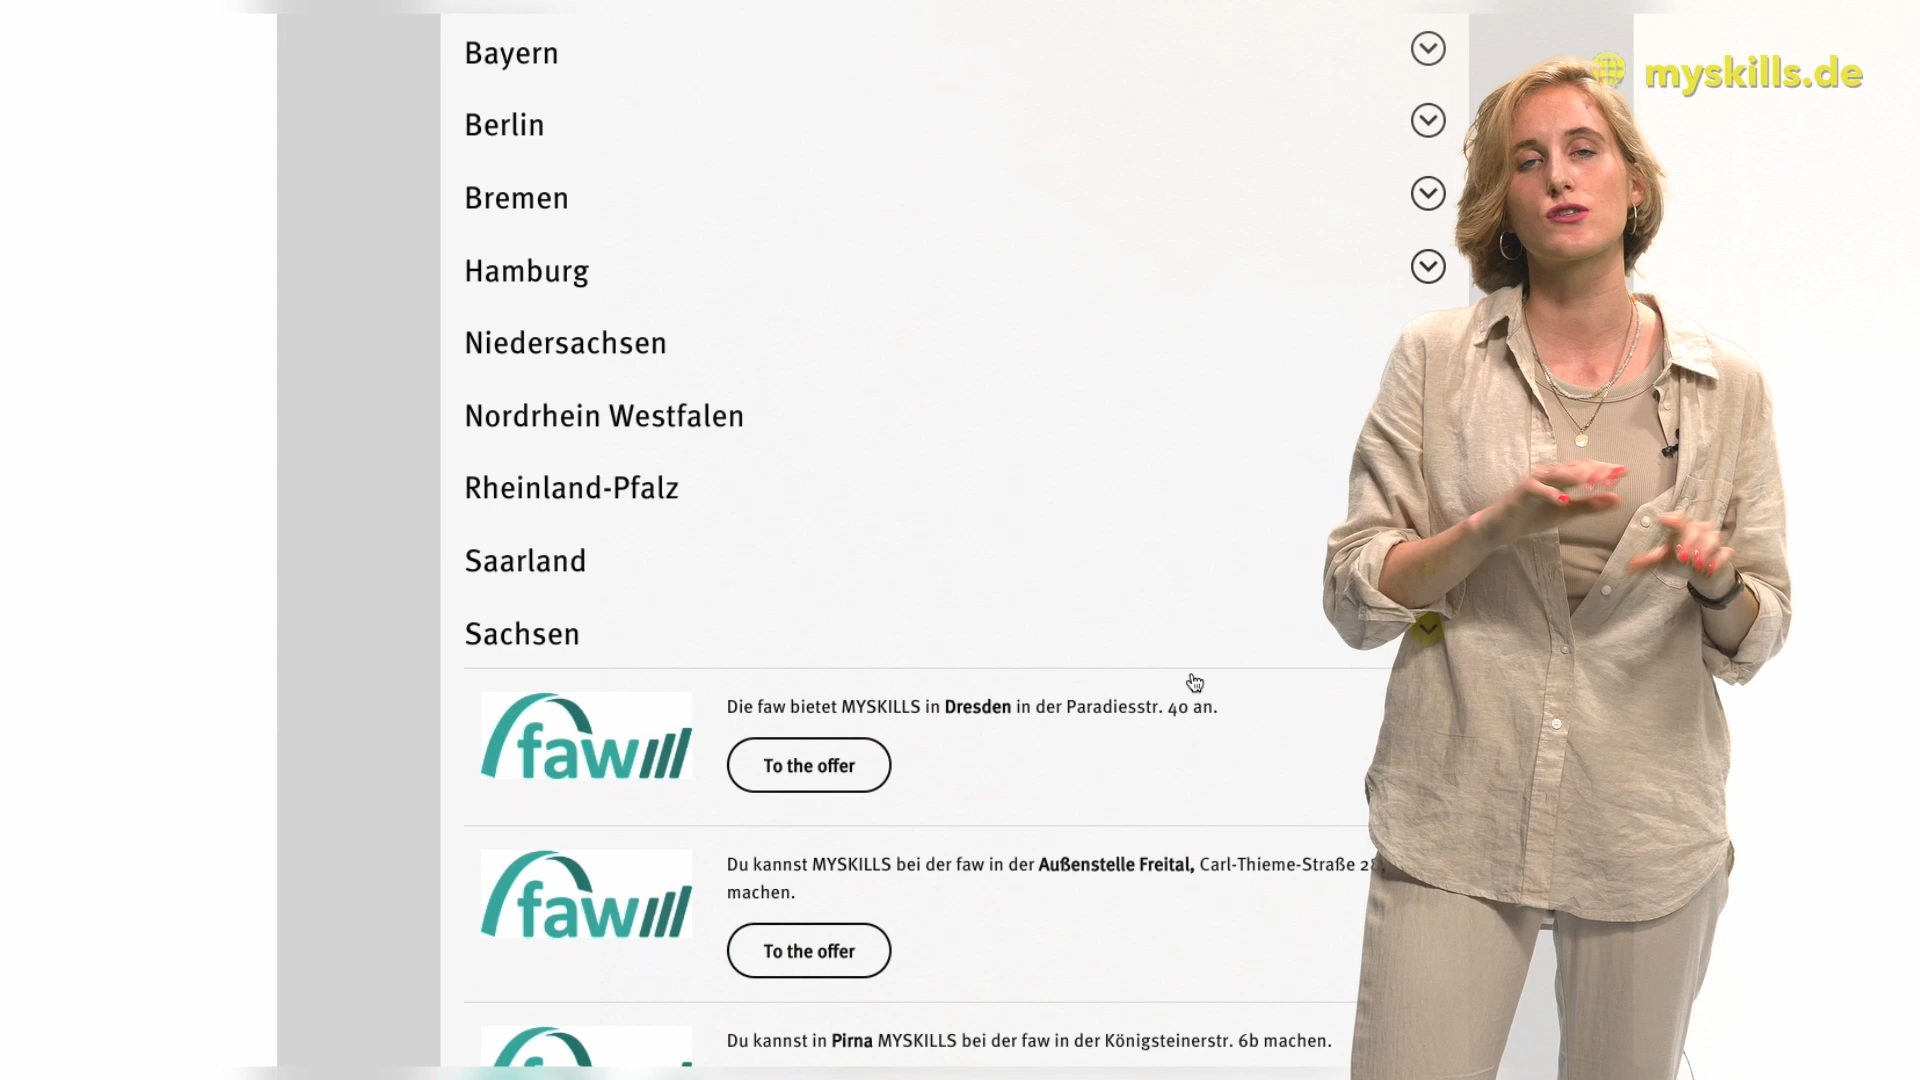 Bayern
myskills.de
Berlin
Bremen
Hamburg
Niedersachsen
Nordrhein Westfalen
Rheinland-Pfalz
Saarland
Sachsen
faw
Die faw bietet MYSKILLS in Dresden in der Paradiesstr. 40 an.
To the offer
faw
Du kannst MYSKILLS bei der faw in der Außenstelle Freital, Carl-Thieme-Straße
machen.
To the offer
Du kannst in Pirna MYSKILLS bei der faw in der Königsteinerstr. 6b machen.